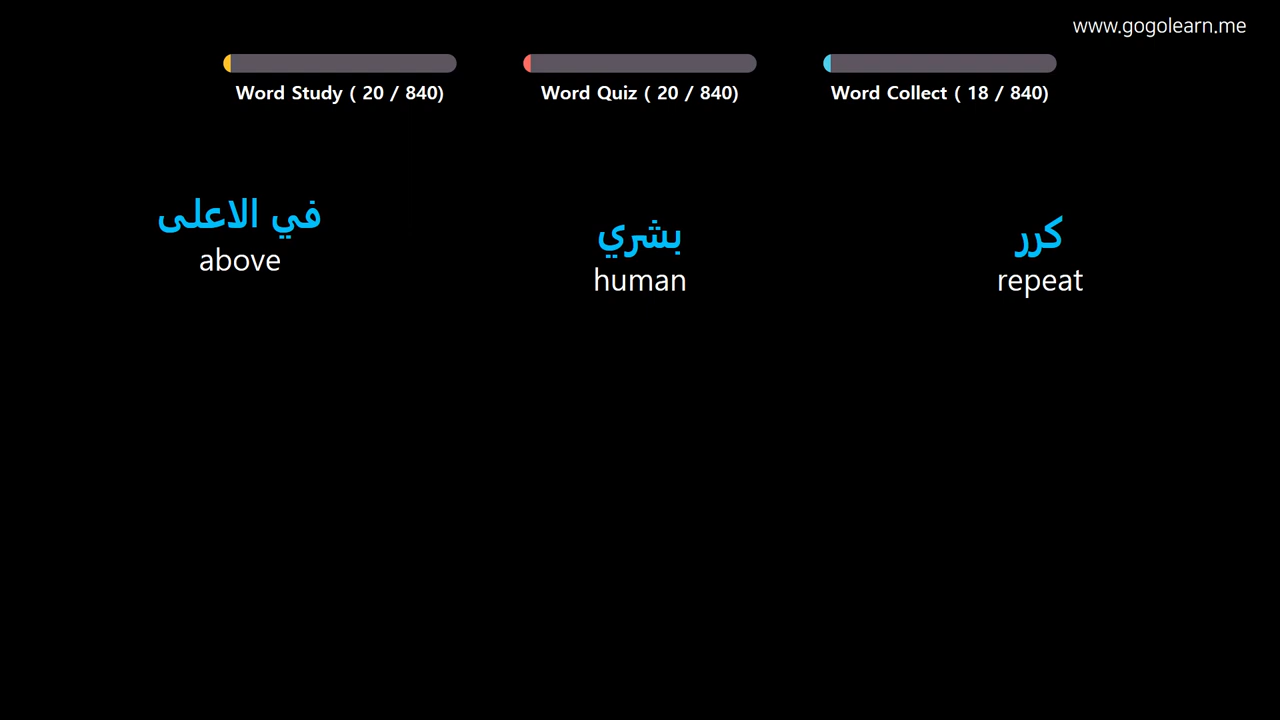 www.gogolearn.me
Word Study ( 20 / 840)
Word Quiz ( 20 / 840)
Word Collect ( 18 / 840)
في الاعلى
above
بشري
human
كرر
repeat